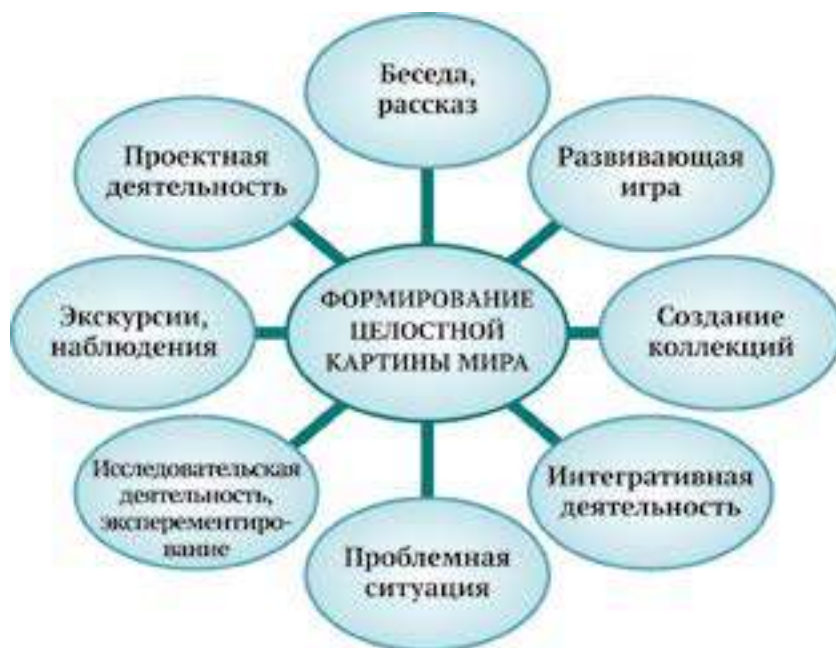 Беседа,
рассказ
Развивающая
игра
Создание
коллекций
Интегративная
деятельность
Проблемная
ситуация
Исследовательская
деятельность,
эксперементиро-
вание
Экскурсии,
наблюдения
Проектная
деятельность
ФОРМИРОВАНИЕ
ЦЕЛОСТНОЙ
КАРТИНЫ МИРА